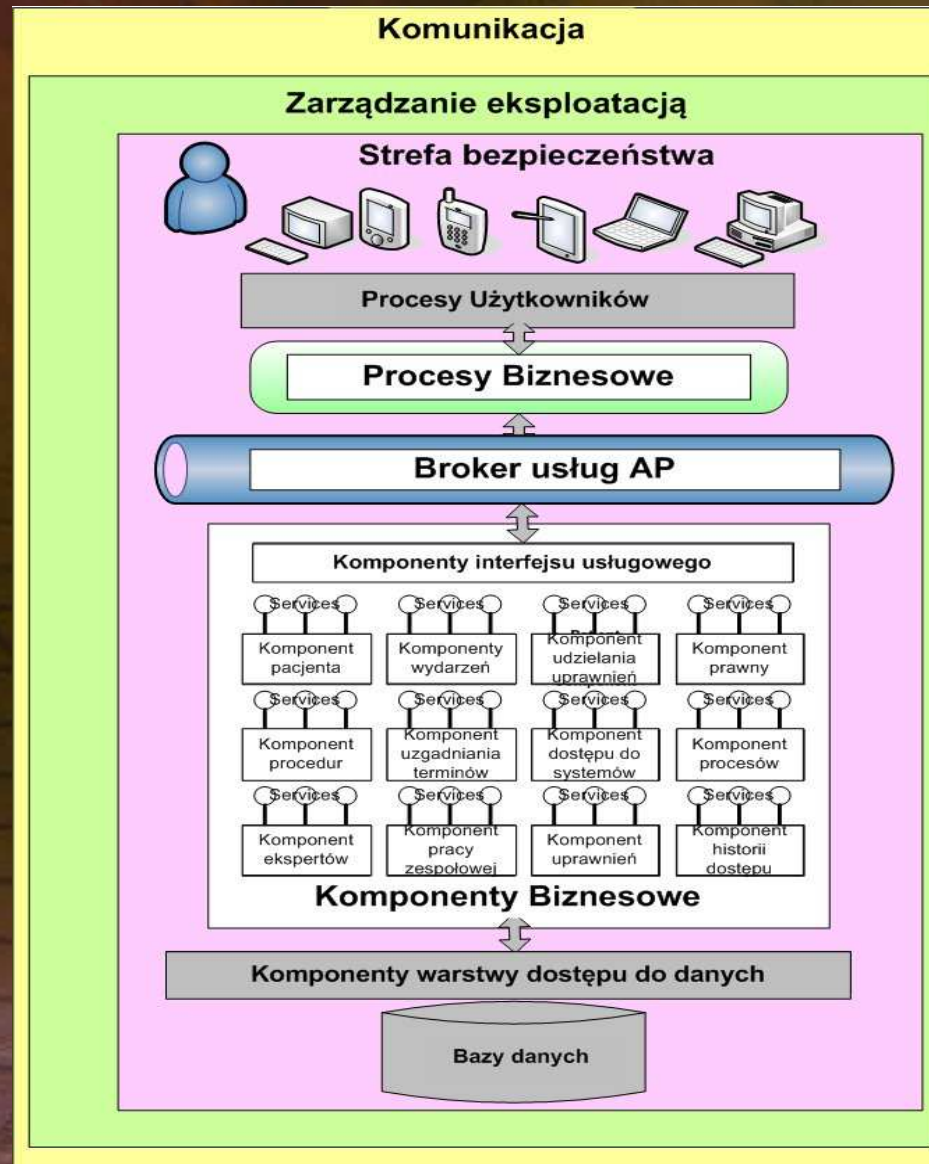 Komunikacja
Zarządzanie eksploatacją
Strefa bezpieczeństwa
Procesy Użytkowników
Procesy Biznesowe
Broker usług AP
Komponenty interfejsu usługowego
Services
Services
Services
Services
Komponent
pacjenta
Komponenty
wydarzeń
Komponent
udzielania
uprawnień
Komponent
prawny
Services
Services
Services
Services
Komponent
procedur
Komponent
uzgadniania
terminów
Komponent
dostępu do
systemów
Komponent
procesów
Services
Services
Services
Services
Komponent
ekspertów
Komponent
pracy
zespołowej
Komponent
uprawnień
Komponent
historii
dostepu
Komponenty Biznesowe
Komponenty warstwy dostępu do danych
Bazy danych